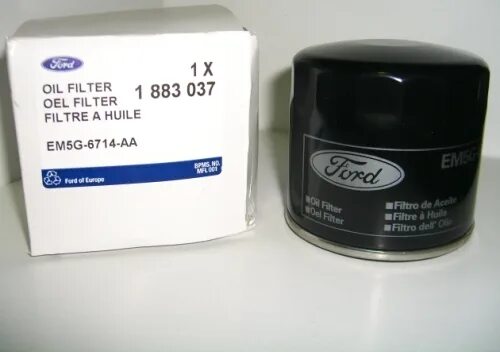 Ford
1 X
OIL FILTER
OEL FILTER
FILTRE A HUILE
1 883 037
EM5G-6714-AA
BPMS. NO.
MFL 001
Ford of Europe
Ford
EM5G
Oil Filter
Oel Filter
Filtro de Aceite
Filtre à Huile
Filtro dell' Olio